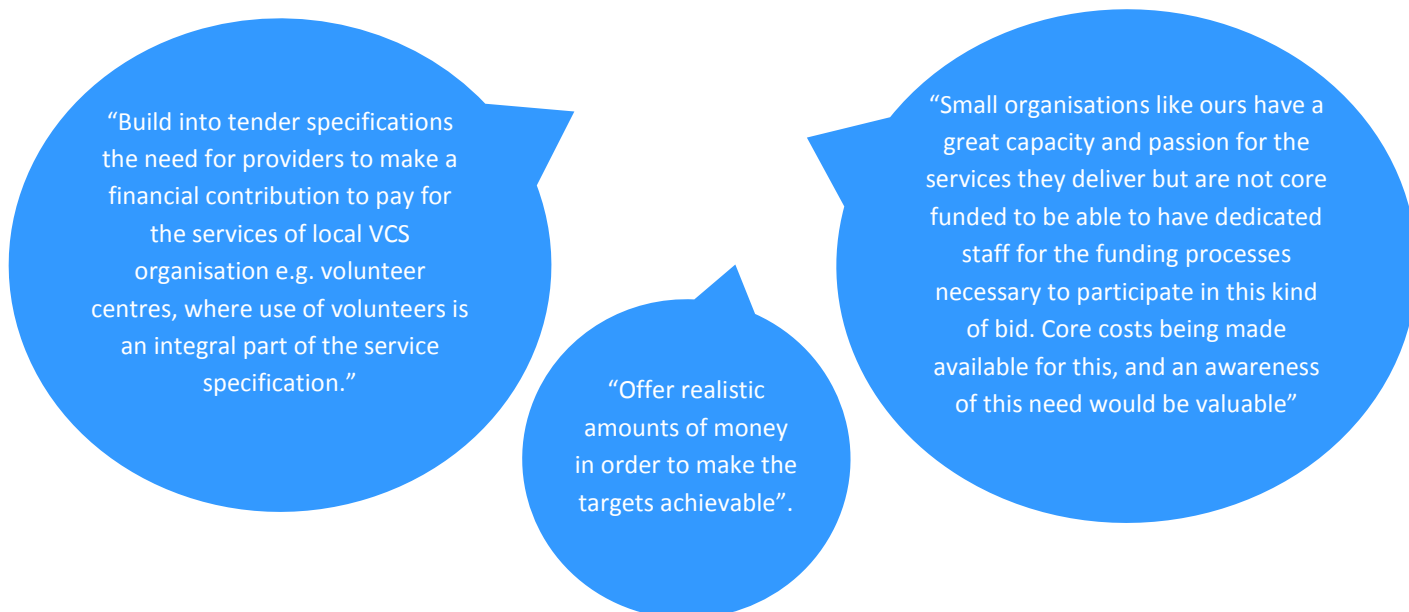 “Build into tender specifications
the need for providers to make a
financial contribution to pay for
the services of local VCS
organisation e.g. volunteer
centres, where use of volunteers is
an integral part of the service
specification.”
“Offer realistic
amounts of money
in order to make the
targets achievable”.
“Small organisations like ours have a
great capacity and passion for the
services they deliver but are not core
funded to be able to have dedicated
staff for the funding processes
necessary to participate in this kind
of bid. Core costs being made
available for this, and an awareness
of this need would be valuable”